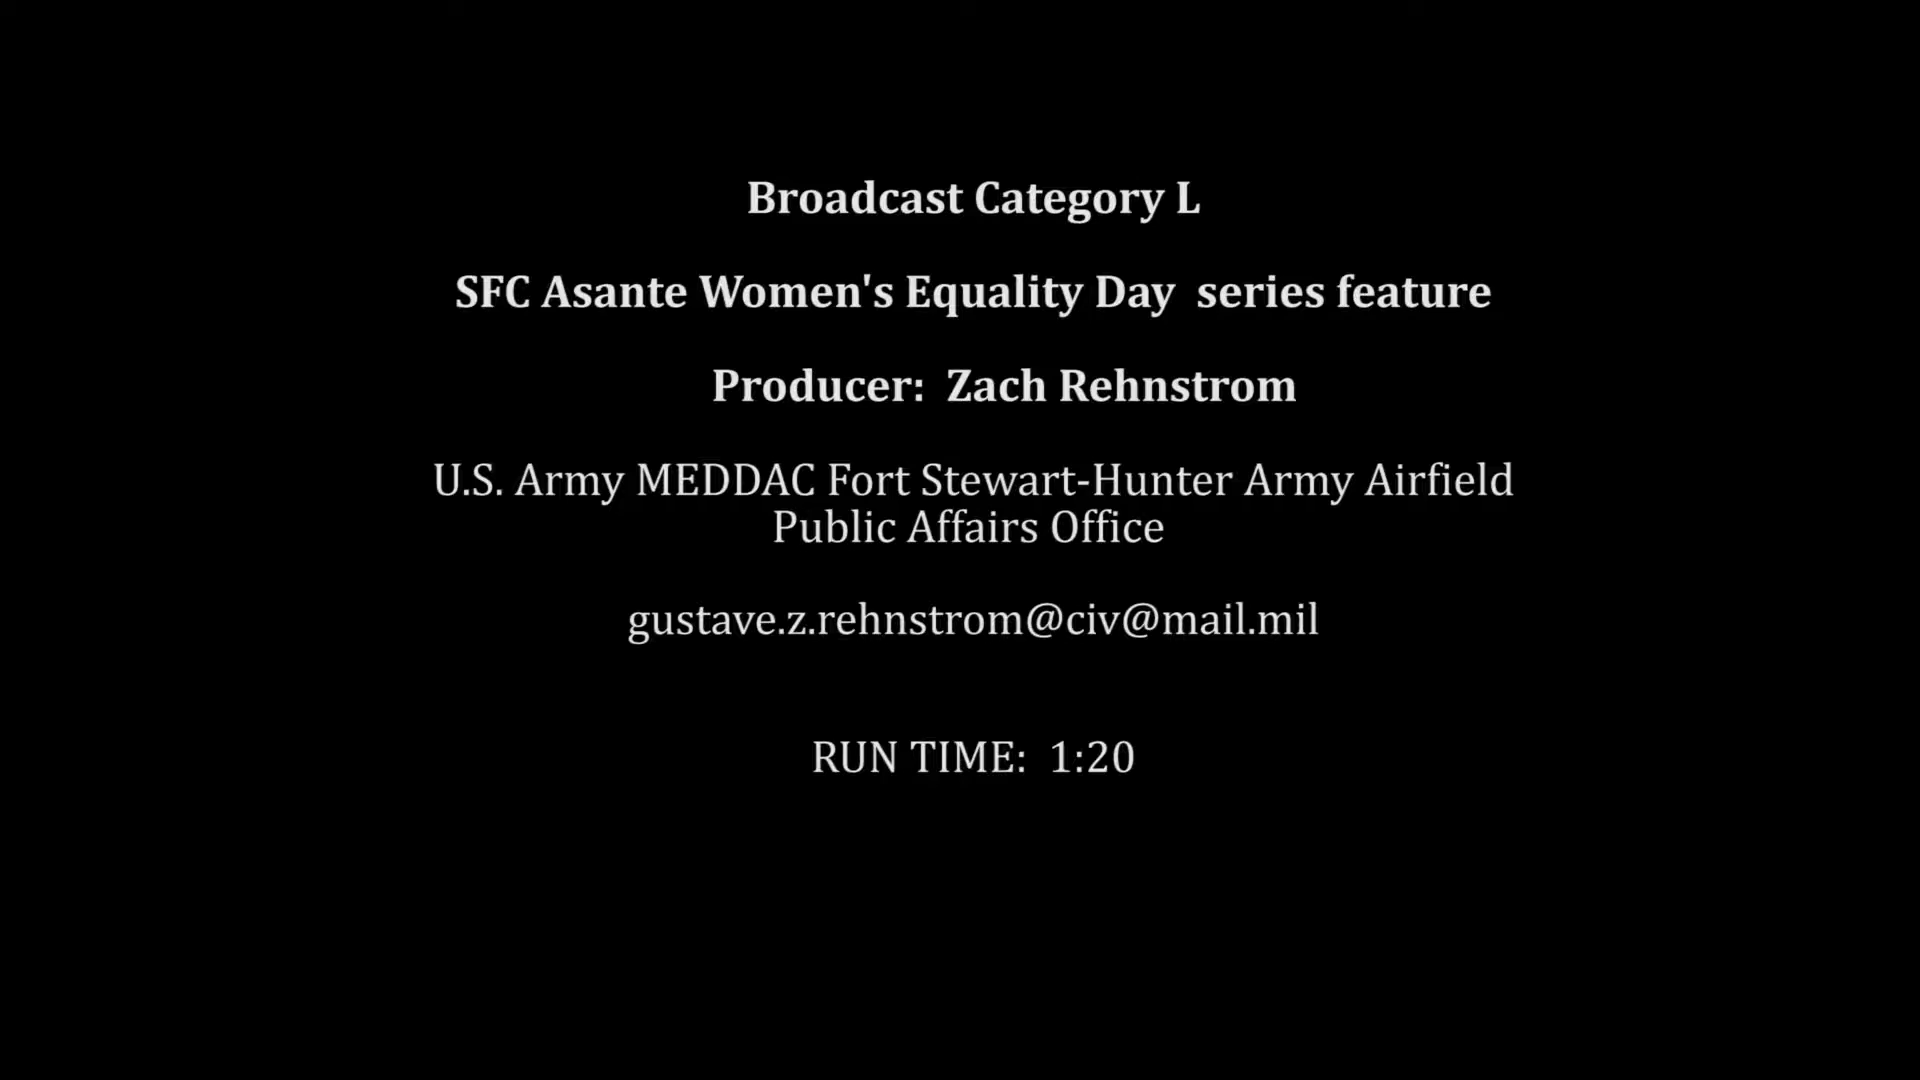 Broadcast Category L
SFC Asante Women's Equality Day  series feature
Producer:  Zach Rehnstrom
U.S. Army MEDDAC Fort Stewart-Hunter Army Airfield
Public Affairs Office
gustave.z.rehnstrom@civ@mail.mil
RUN TIME:  1:20